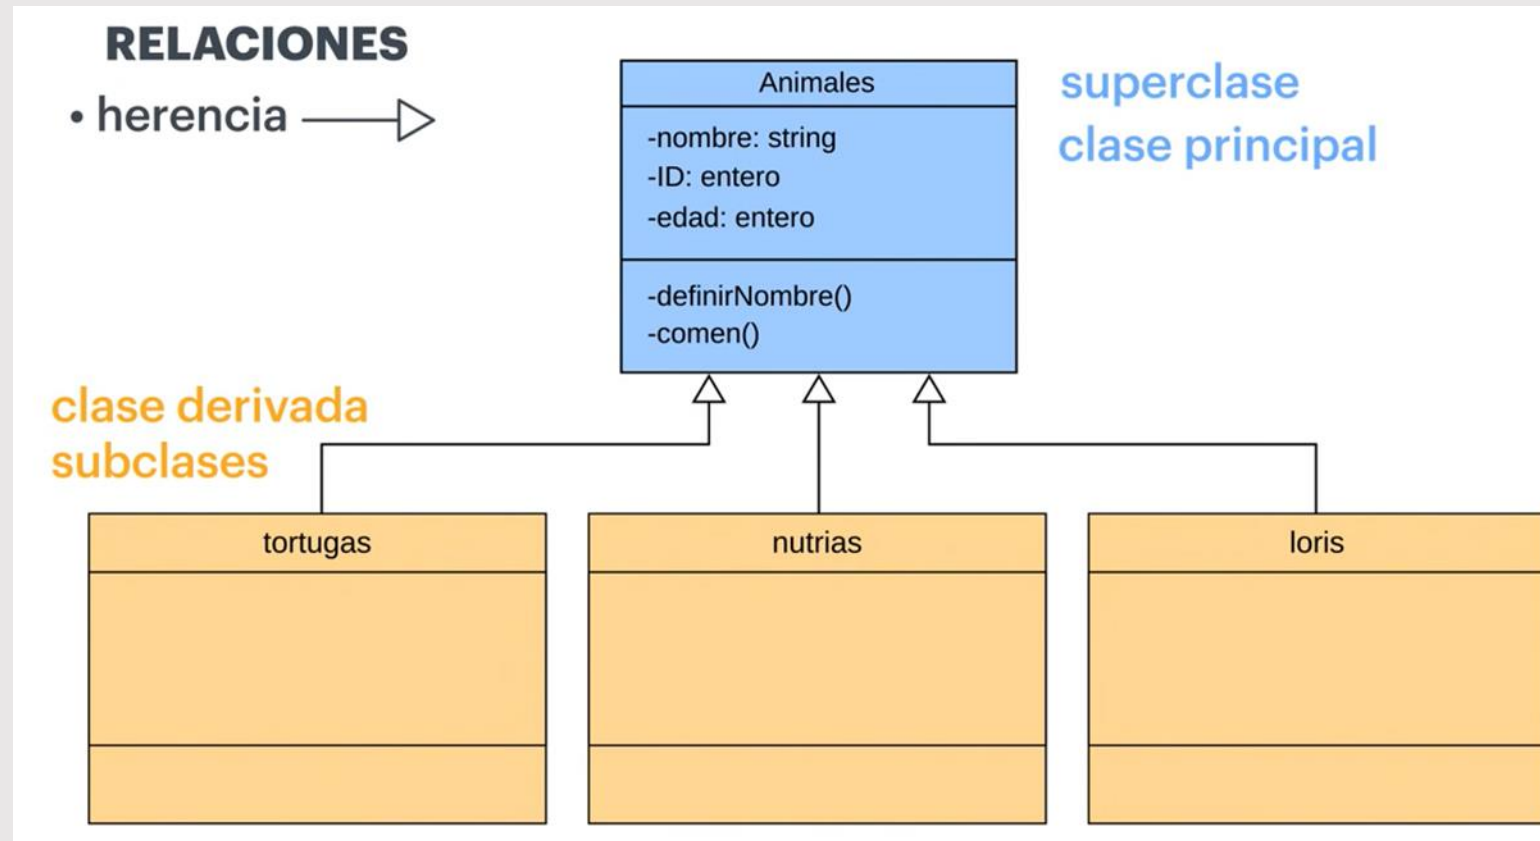 RELACIONES
• herencia
Animales
-nombre: string
-ID: entero
-edad: entero
-definirNombre()
-comen()
superclase
clase principal
clase derivada
subclases
tortugas
nutrias
loris